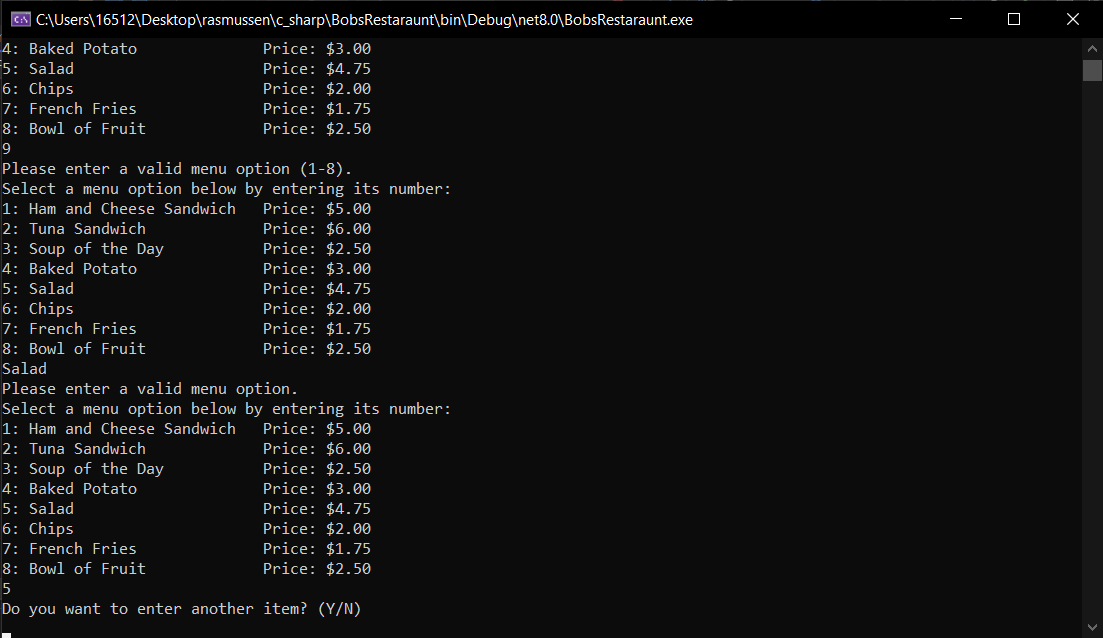 C:\Users\16512\Desktop\rasmussen\c_sharp\BobsRestaraunt\bin\Debug\net8.0\BobsRestaraunt.exe
4: Baked Potato              Price: $3.00
5: Salad                     Price: $4.75
6: Chips                     Price: $2.00
7: French Fries              Price: $1.75
8: Bowl of Fruit             Price: $2.50
9
Please enter a valid menu option (1-8).
Select a menu option below by entering its number:
1: Ham and Cheese Sandwich   Price: $5.00
2: Tuna Sandwich             Price: $6.00
3: Soup of the Day           Price: $2.50
4: Baked Potato              Price: $3.00
5: Salad                     Price: $4.75
6: Chips                     Price: $2.00
7: French Fries              Price: $1.75
8: Bowl of Fruit             Price: $2.50
Salad
Please enter a valid menu option.
Select a menu option below by entering its number:
1: Ham and Cheese Sandwich   Price: $5.00
2: Tuna Sandwich             Price: $6.00
3: Soup of the Day           Price: $2.50
4: Baked Potato              Price: $3.00
5: Salad                     Price: $4.75
6: Chips                     Price: $2.00
7: French Fries              Price: $1.75
8: Bowl of Fruit             Price: $2.50
5
Do you want to enter another item? (Y/N)